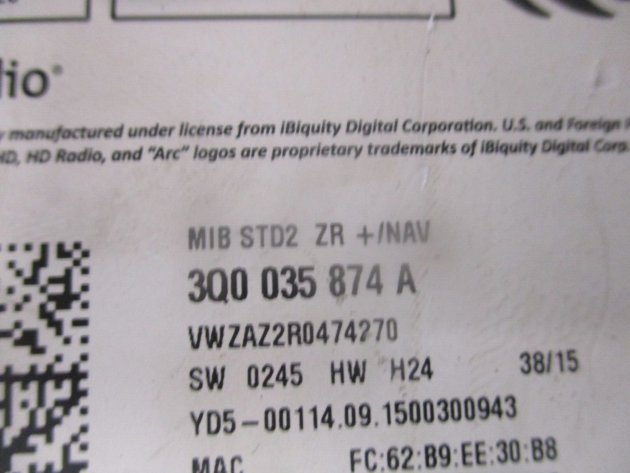 dio®
manufactured under license from iBiquity Digital Corporation. U.S. and Foreign
HD, HD Radio, and "Arc" logos are proprietary trademarks of iBiquity Digital Corp.
MIB STD2 ZR +/NAV
3Q0 035 874 A
VWZAZ2R0474270
SW 0245 HW H24 38/15
YD5-00114.09.1500300943
MAC FC:62:B9:EE:30:B8